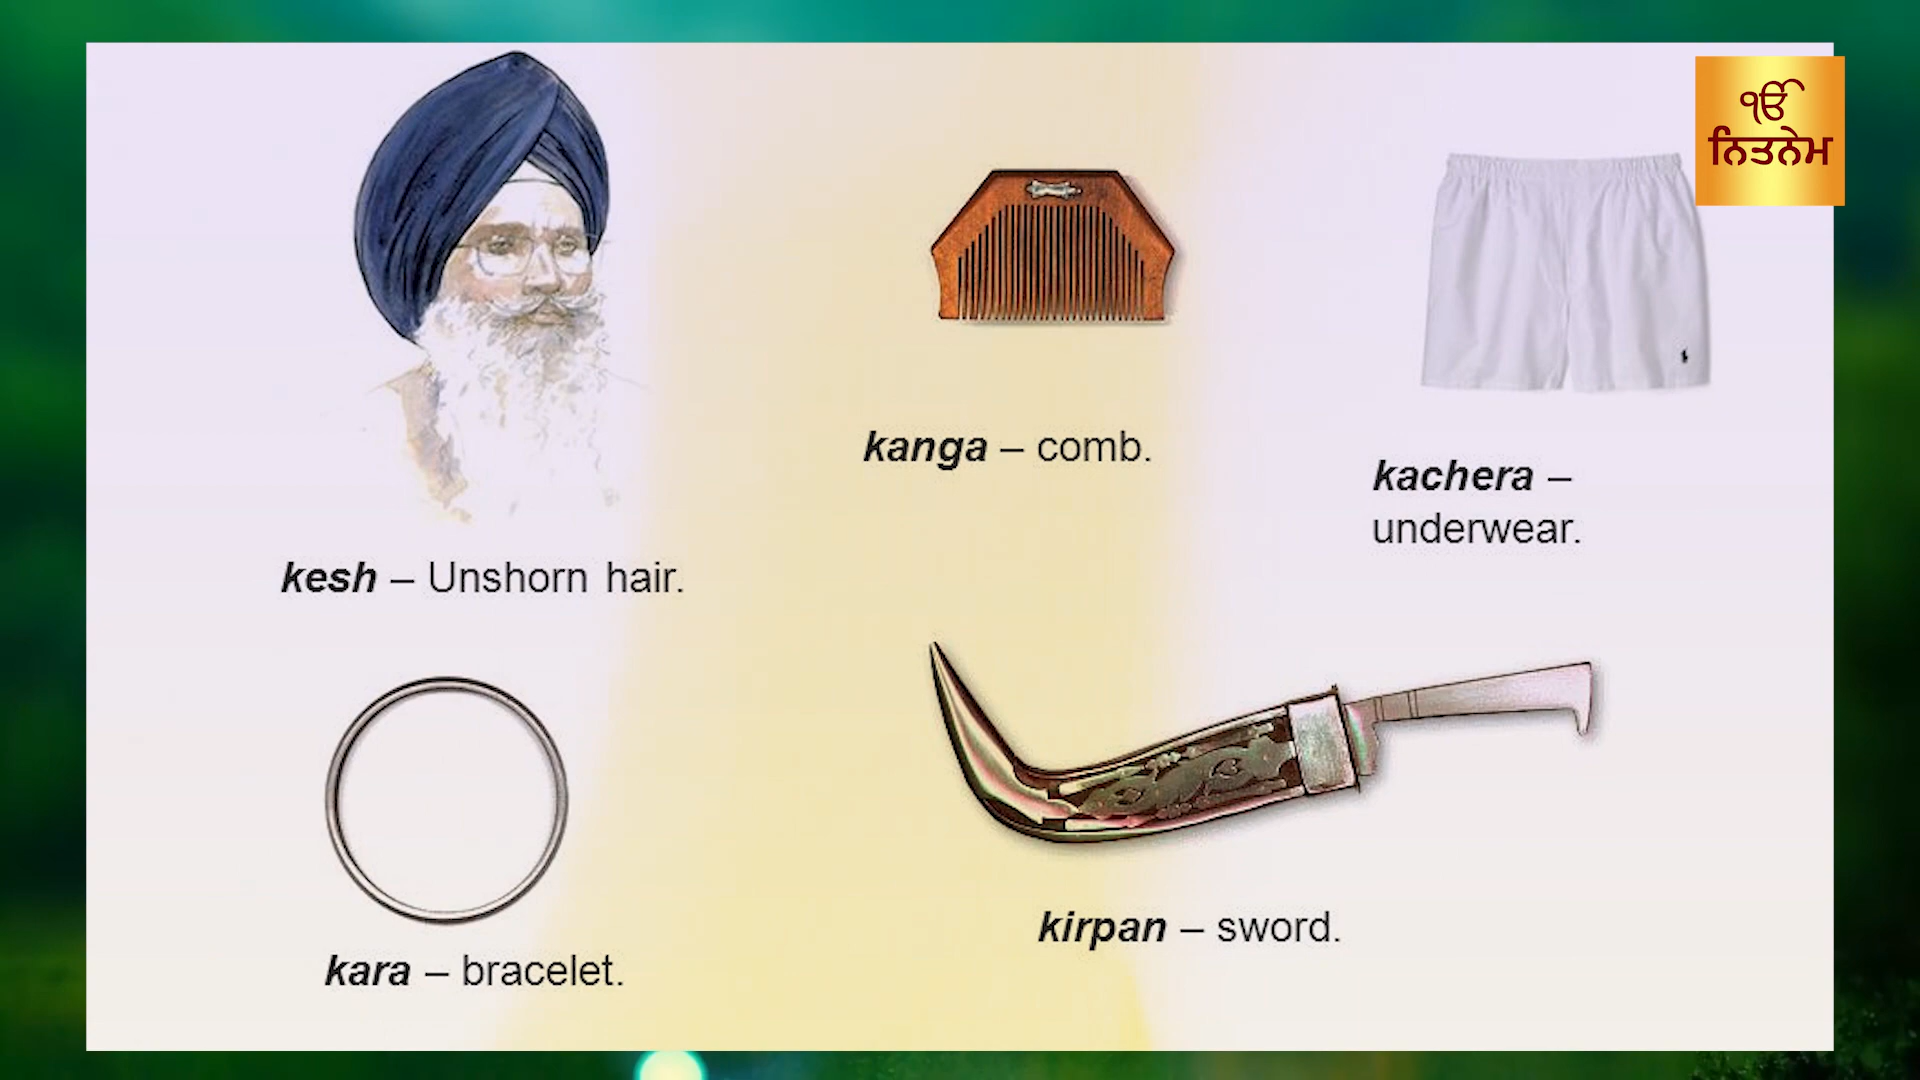 ੴ
ਨਿਤਨੇਮ
kanga – comb.
kachera –
underwear.
kesh – Unshorn hair.
kirpan – sword.
kara – bracelet.